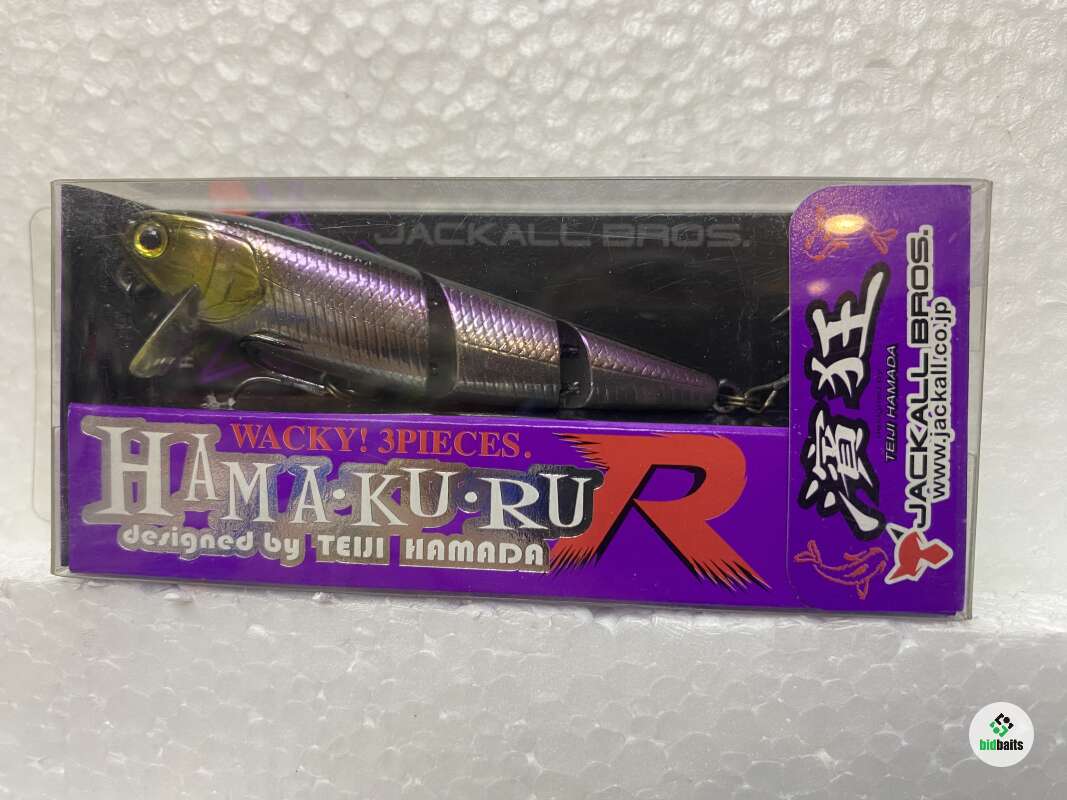 JACKALL BROS.
WACKY! 3PIECES.
HAMA·KU·RU R
designed by TEIJI HAMADA
濱狂
TEIJI HAMADA
JACKALL BROS.
www.jackall.co.jp
bidbaits